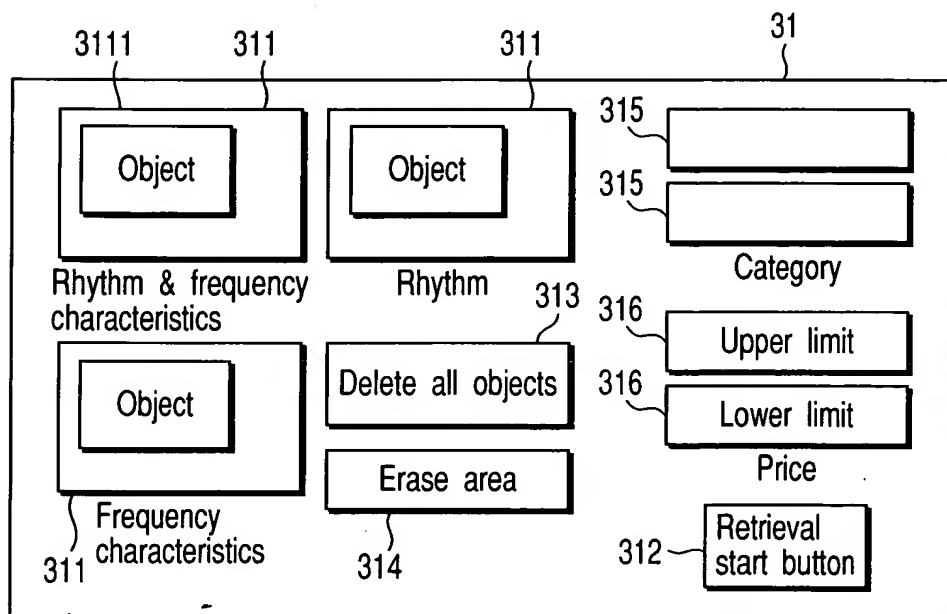 3111
311
311
31
Object
Object
315
315
Rhythm & frequency
characteristics
Rhythm
Category
313
316
Upper limit
316
Lower limit
Price
Object
Delete all objects
Erase area
Frequency
characteristics
311
314
312
Retrieval
start button